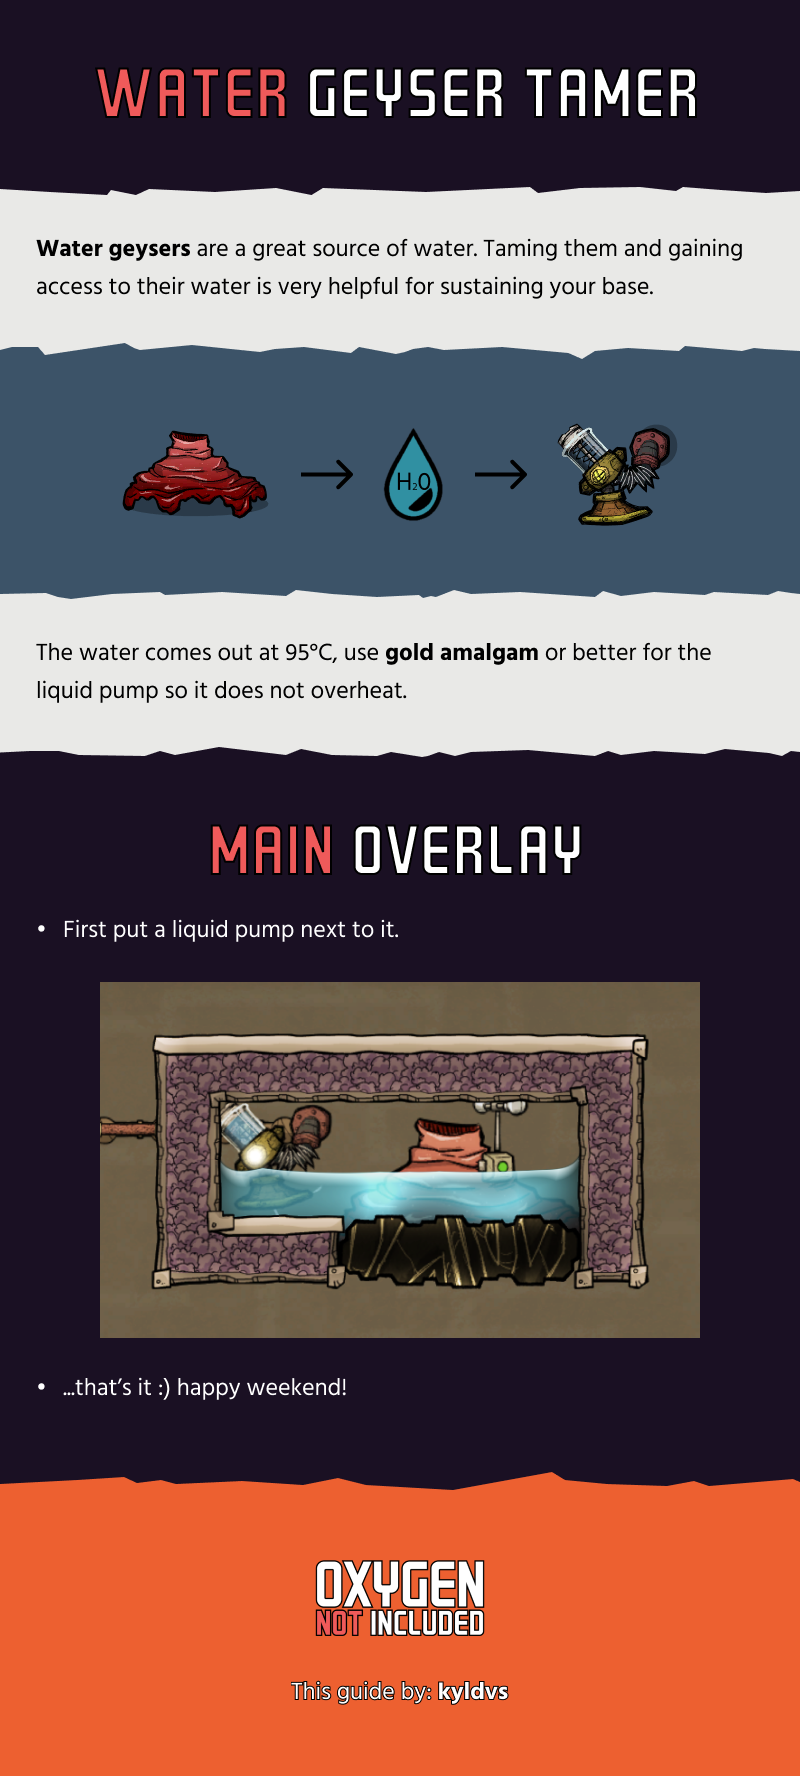 WATER GEYSER TAMER
Water geysers are a great source of water. Taming them and gaining
access to their water is very helpful for sustaining your base.
H₂O
The water comes out at 95°C, use gold amalgam or better for the
liquid pump so it does not overheat.
MAIN OVERLAY
• First put a liquid pump next to it.
• ...that's it :) happy weekend!
OXYGEN
NOT INCLUDED
This guide by: kyldvs